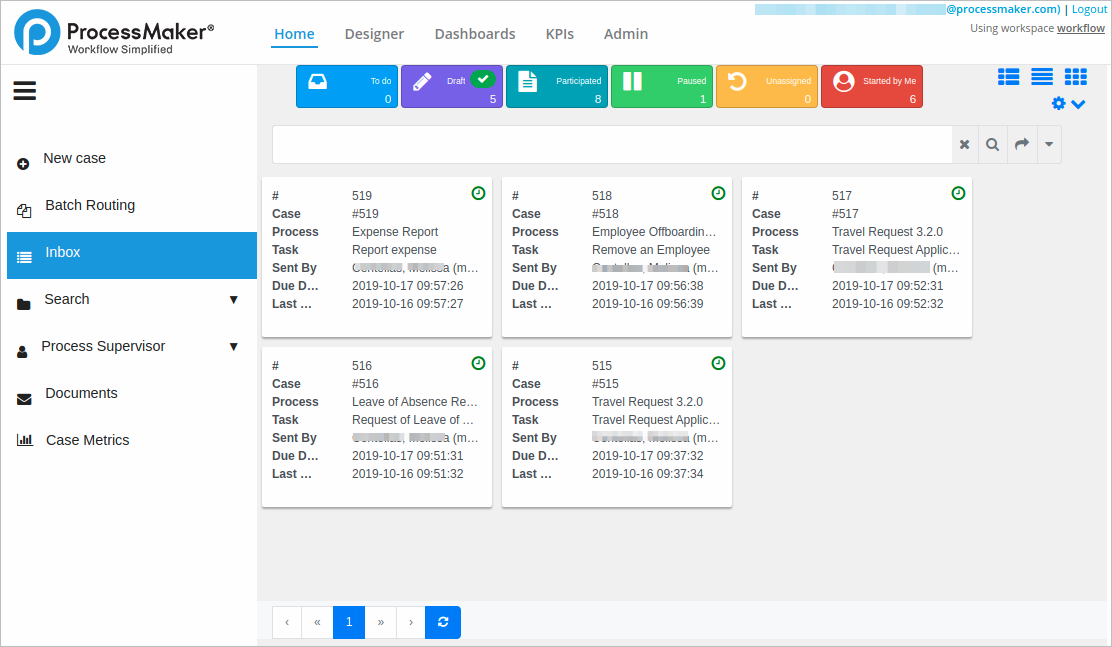 @processmaker.com) | Logout
Using workspace workflow
ProcessMaker®
Workflow Simplified
Home Designer Dashboards KPIs Admin
To do
0
Draft
5
Participated
8
Paused
1
Unassigned
0
Started by Me
6
New case
Batch Routing
Inbox
Search
Process Supervisor
Documents
Case Metrics
# 519
Case #519
Process Expense Report
Task Report expense
Sent By (m...
Due D... 2019-10-17 09:57:26
Last ... 2019-10-16 09:57:27
# 518
Case #518
Process Employee Offboardin...
Task Remove an Employee
Sent By (m...
Due D... 2019-10-17 09:56:38
Last ... 2019-10-16 09:56:39
# 517
Case #517
Process Travel Request 3.2.0
Task Travel Request Applic...
Sent By (m...
Due D... 2019-10-17 09:52:31
Last ... 2019-10-16 09:52:32
# 516
Case #516
Process Leave of Absence Re...
Task Request of Leave of ...
Sent By (m...
Due D... 2019-10-17 09:51:31
Last ... 2019-10-16 09:51:32
# 515
Case #515
Process Travel Request 3.2.0
Task Travel Request Applic...
Sent By (m...
Due D... 2019-10-17 09:37:32
Last ... 2019-10-16 09:37:34
‹ « 1 » ›